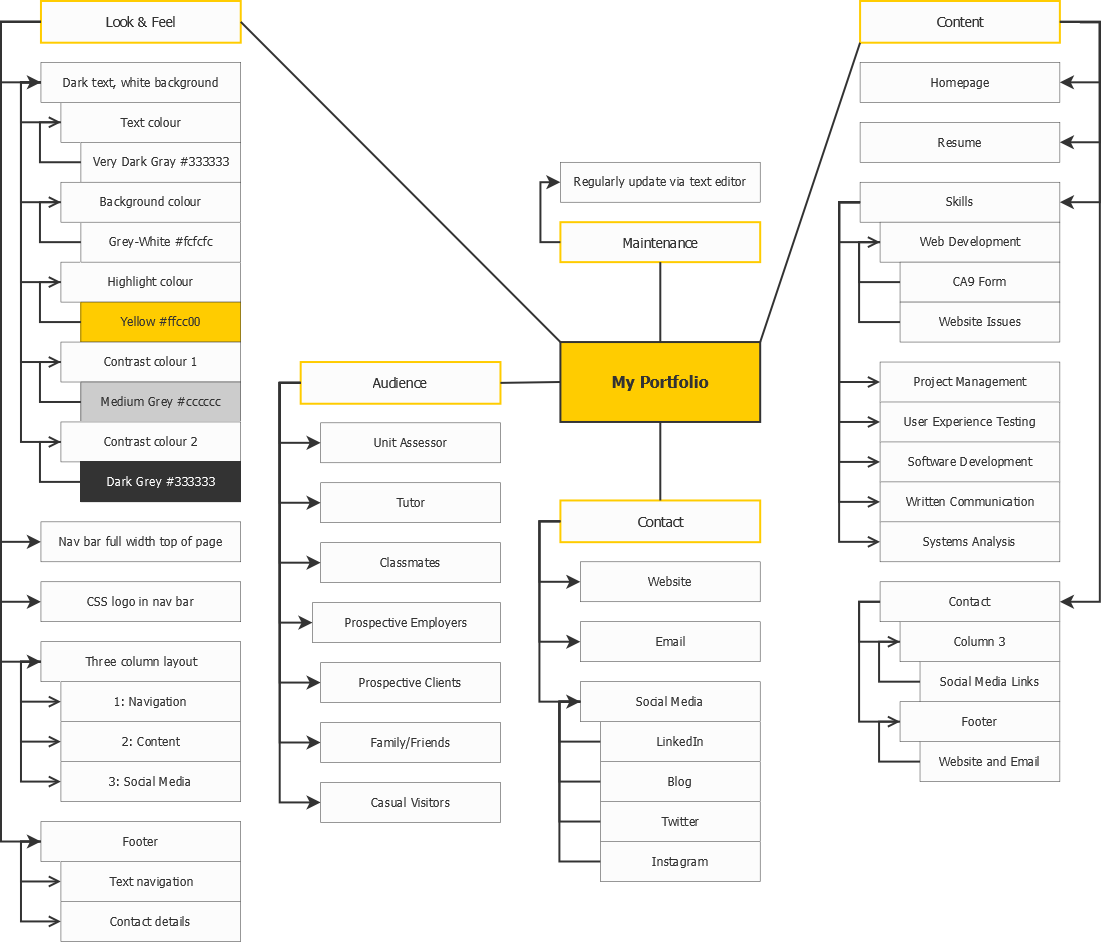 Look & Feel
Dark text, white background
Text colour
Very Dark Gray #333333
Background colour
Grey-White #fcfcfc
Highlight colour
Yellow #ffcc00
Contrast colour 1
Medium Grey #cccccc
Contrast colour 2
Dark Grey #333333
Nav bar full width top of page
CSS logo in nav bar
Three column layout
1: Navigation
2: Content
3: Social Media
Footer
Text navigation
Contact details
Audience
Unit Assessor
Tutor
Classmates
Prospective Employers
Prospective Clients
Family/Friends
Casual Visitors
Regularly update via text editor
Maintenance
My Portfolio
Contact
Website
Email
Social Media
LinkedIn
Blog
Twitter
Instagram
Content
Homepage
Resume
Skills
Web Development
CA9 Form
Website Issues
Project Management
User Experience Testing
Software Development
Written Communication
Systems Analysis
Contact
Column 3
Social Media Links
Footer
Website and Email